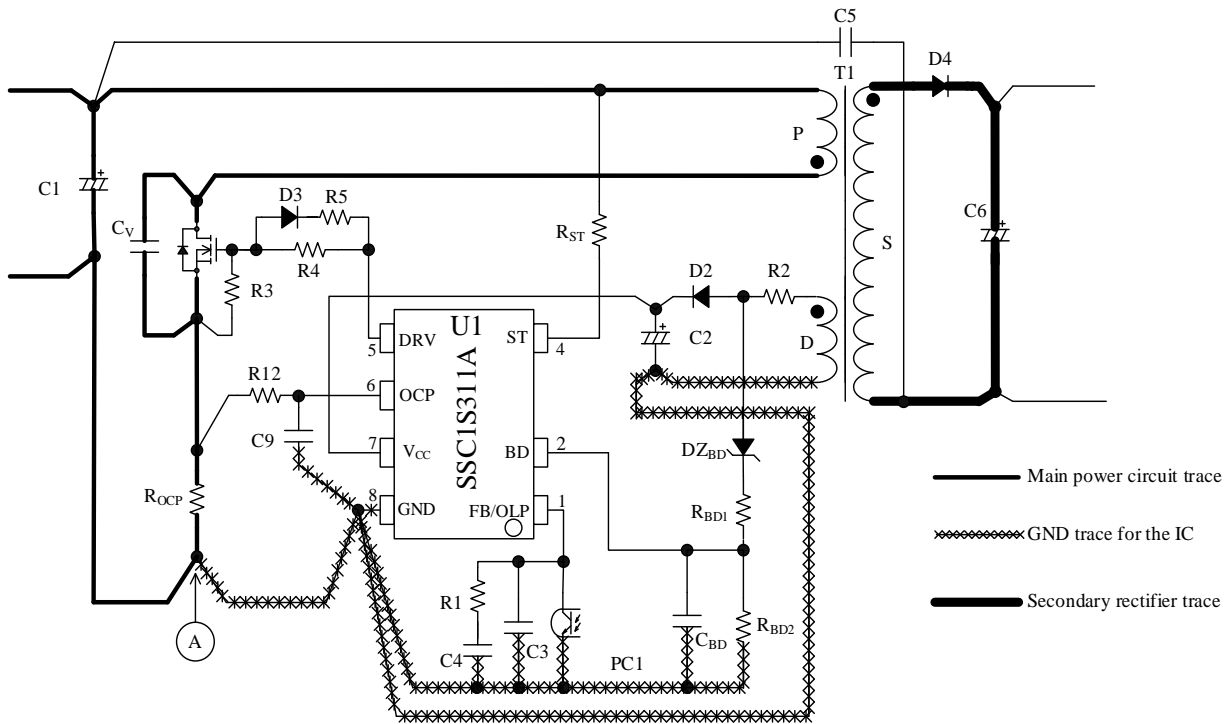 C5
T1
D4
P
C1
CV
D3
R5
RST
S
C6
R4
R3
D2
R2
C2
D
U1
SSC1S311A
5
DRV
ST
4
R12
6
OCP
C9
7
VCC
BD
2
DZBD
8
GND
FB/OLP
1
ROCP
RBD1
R1
C4
C3
PC1
CBD
RBD2
A
Main power circuit trace
GND trace for the IC
Secondary rectifier trace